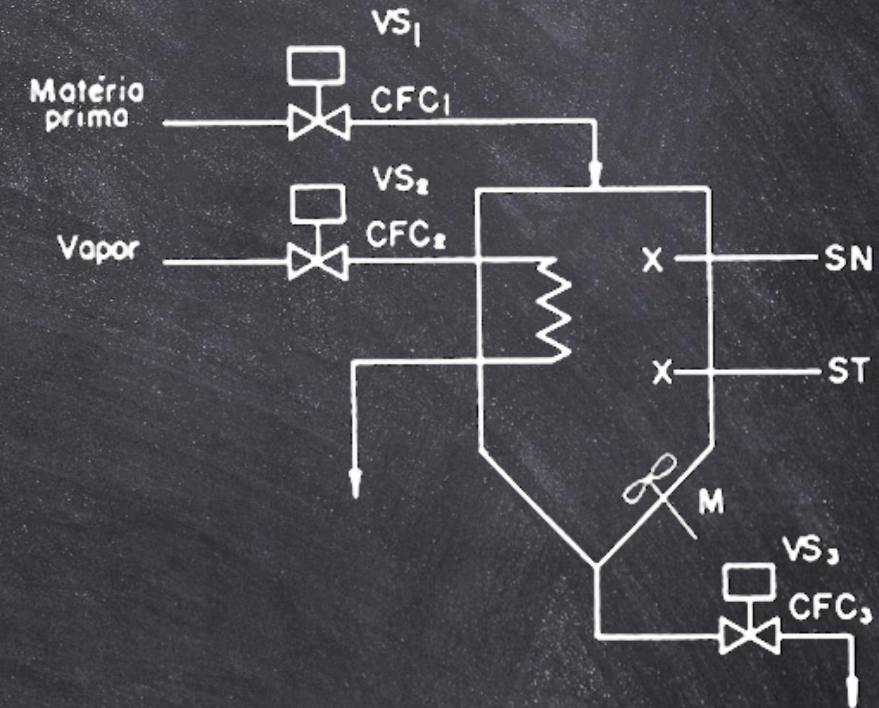 VS₁
Matéria
prima
CFC₁
VS₂
Vapor
CFC₂
X
SN
X
ST
M
VS₃
CFC₃